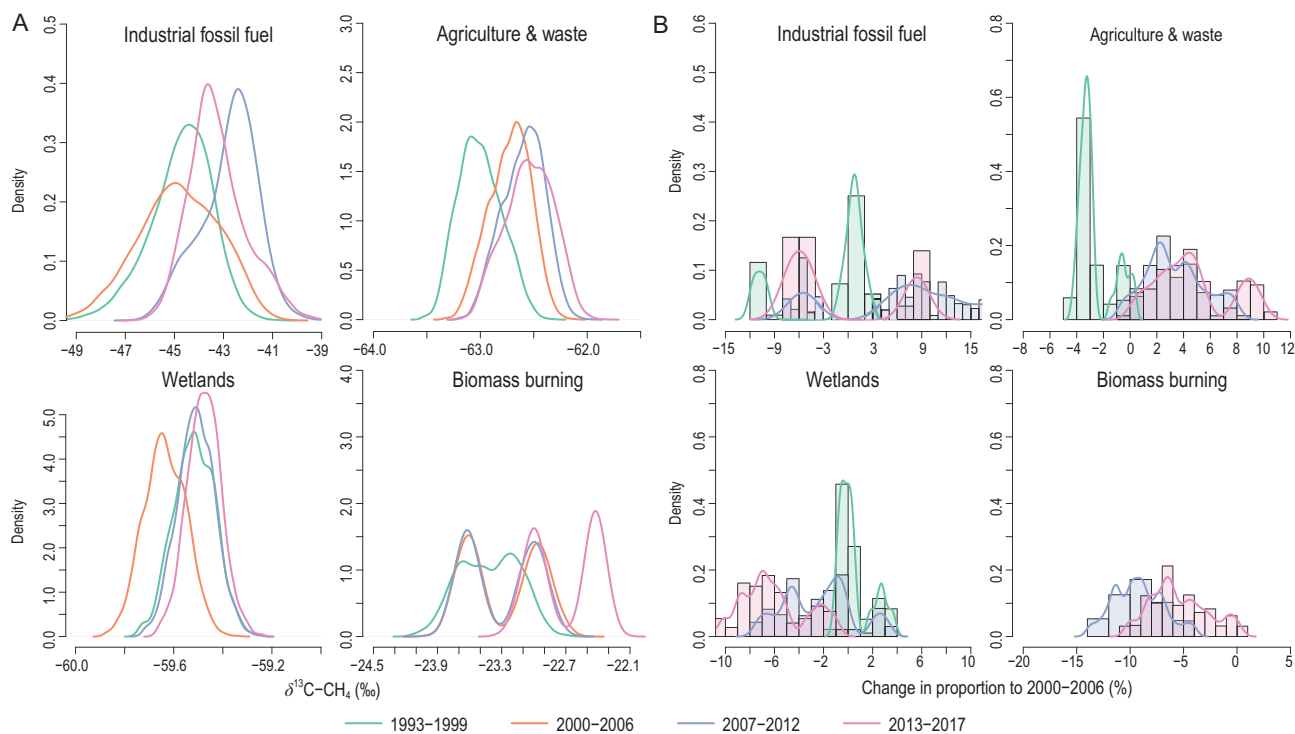 A
Industrial fossil fuel
Density
0.0 0.1 0.2 0.3 0.4 0.5
−49 −47 −45 −43 −41 −39
Agriculture & waste
0.0 0.5 1.0 1.5 2.0 2.5 3.0
−64.0 −63.0 −62.0
B
Industrial fossil fuel
Density
0.0 0.1 0.2 0.3 0.4 0.5 0.6
−15 −9 −3 3 9 15
Agriculture & waste
0.0 0.2 0.4 0.6 0.8
−8 −6 −4 −2 0 2 4 6 8 10 12
Wetlands
Density
0.0 1.0 2.0 3.0 4.0 5.0
−60.0 −59.6 −59.2
Biomass burning
0.0 1.0 2.0 3.0 4.0
−24.5 −23.9 −23.3 −22.7 −22.1
Wetlands
Density
0.0 0.2 0.4 0.6 0.8
−10 −6 −2 2 6 10
Biomass burning
0.0 0.2 0.4 0.6 0.8
−20 −15 −10 −5 0 5
δ¹³C−CH₄ (‰)
Change in proportion to 2000−2006 (%)
1993−1999 2000−2006 2007−2012 2013−2017